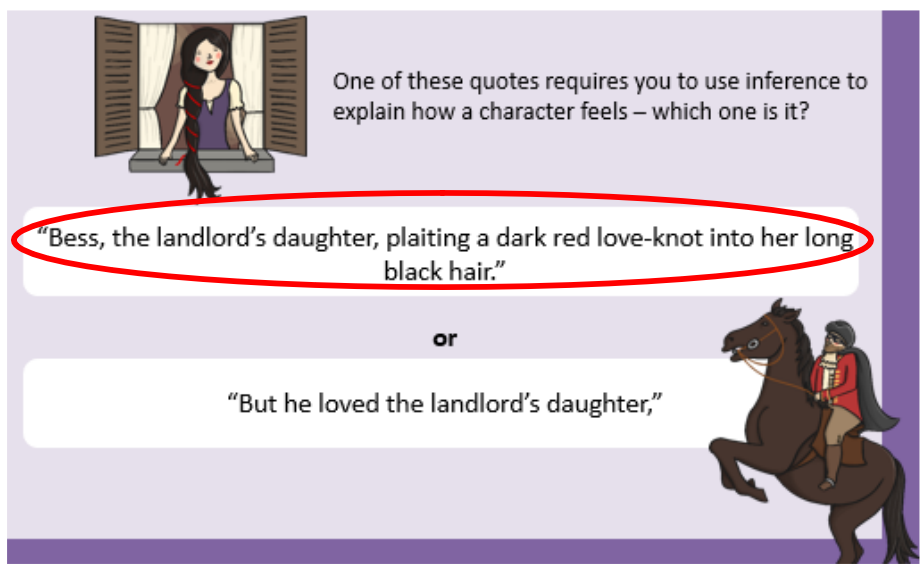 One of these quotes requires you to use inference to
explain how a character feels – which one is it?
“Bess, the landlord’s daughter, plaiting a dark red love-knot into her long
black hair.”
or
“But he loved the landlord’s daughter,”